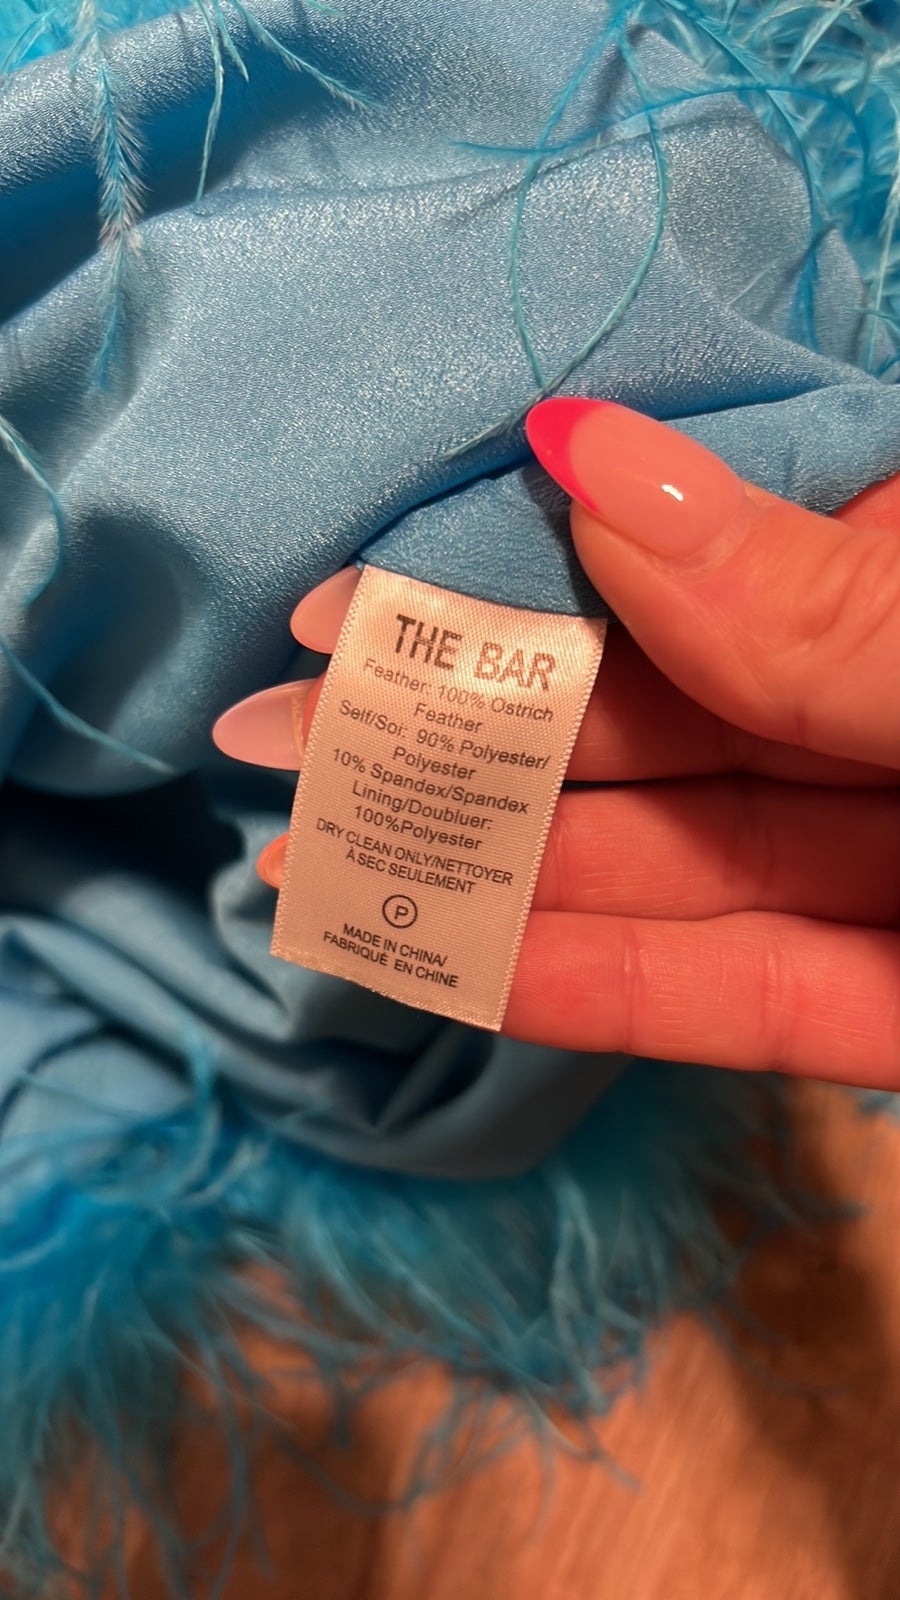 THE BAR
Feather: 100% Ostrich
Feather
Self/Soi: 90% Polyester/
Polyester
10% Spandex/Spandex
Lining/Doubluer:
100%Polyester
DRY CLEAN ONLY/NETTOYER
À SEC SEULEMENT
P
MADE IN CHINA/
FABRIQUÉ EN CHINE